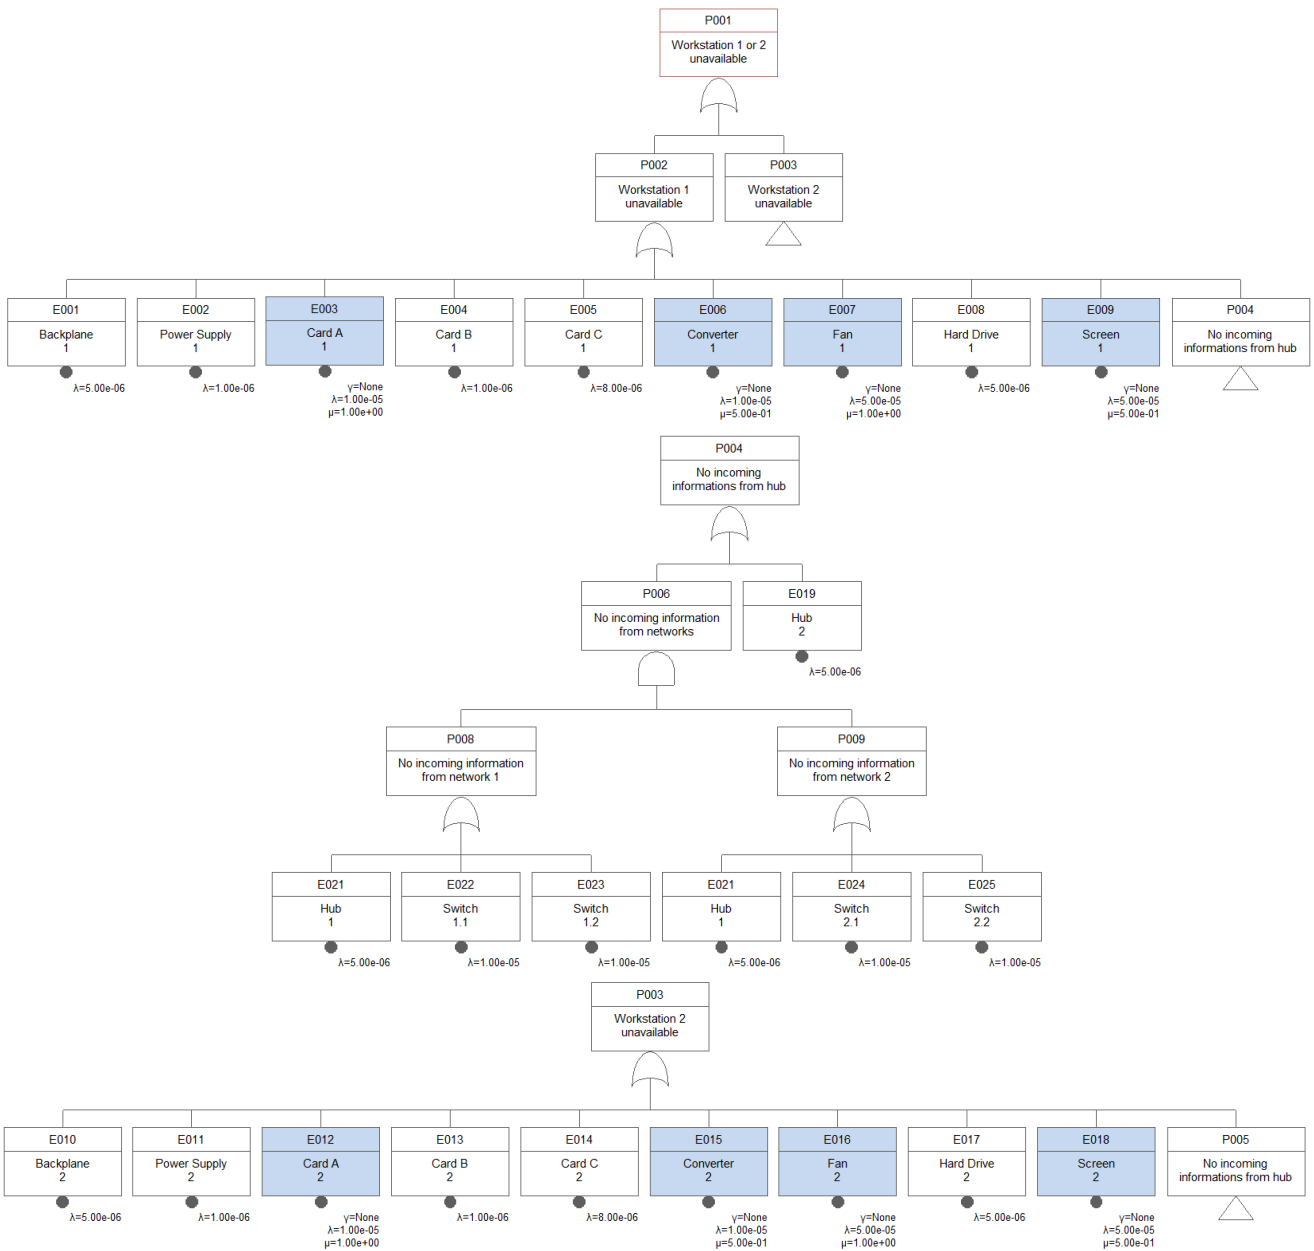 P001
Workstation 1 or 2
unavailable
P002
Workstation 1
unavailable
P003
Workstation 2
unavailable
E001
Backplane
1
λ=5.00e-06
E002
Power Supply
1
λ=1.00e-06
E003
Card A
1
γ=None
λ=1.00e-05
μ=1.00e+00
E004
Card B
1
λ=1.00e-06
E005
Card C
1
λ=8.00e-06
E006
Converter
1
γ=None
λ=1.00e-05
μ=5.00e-01
E007
Fan
1
γ=None
λ=5.00e-05
μ=1.00e+00
E008
Hard Drive
1
λ=5.00e-06
E009
Screen
1
γ=None
λ=5.00e-05
μ=5.00e-01
P004
No incoming
informations from hub
P004
No incoming
informations from hub
P006
No incoming information
from networks
E019
Hub
2
λ=5.00e-06
P008
No incoming information
from network 1
P009
No incoming information
from network 2
E021
Hub
1
λ=5.00e-06
E022
Switch
1.1
λ=1.00e-05
E023
Switch
1.2
λ=1.00e-05
E021
Hub
1
λ=5.00e-06
E024
Switch
2.1
λ=1.00e-05
E025
Switch
2.2
λ=1.00e-05
P003
Workstation 2
unavailable
E010
Backplane
2
λ=5.00e-06
E011
Power Supply
2
λ=1.00e-06
E012
Card A
2
γ=None
λ=1.00e-05
μ=1.00e+00
E013
Card B
2
λ=1.00e-06
E014
Card C
2
λ=8.00e-06
E015
Converter
2
γ=None
λ=1.00e-05
μ=5.00e-01
E016
Fan
2
γ=None
λ=5.00e-05
μ=1.00e+00
E017
Hard Drive
2
λ=5.00e-06
E018
Screen
2
γ=None
λ=5.00e-05
μ=5.00e-01
P005
No incoming
informations from hub